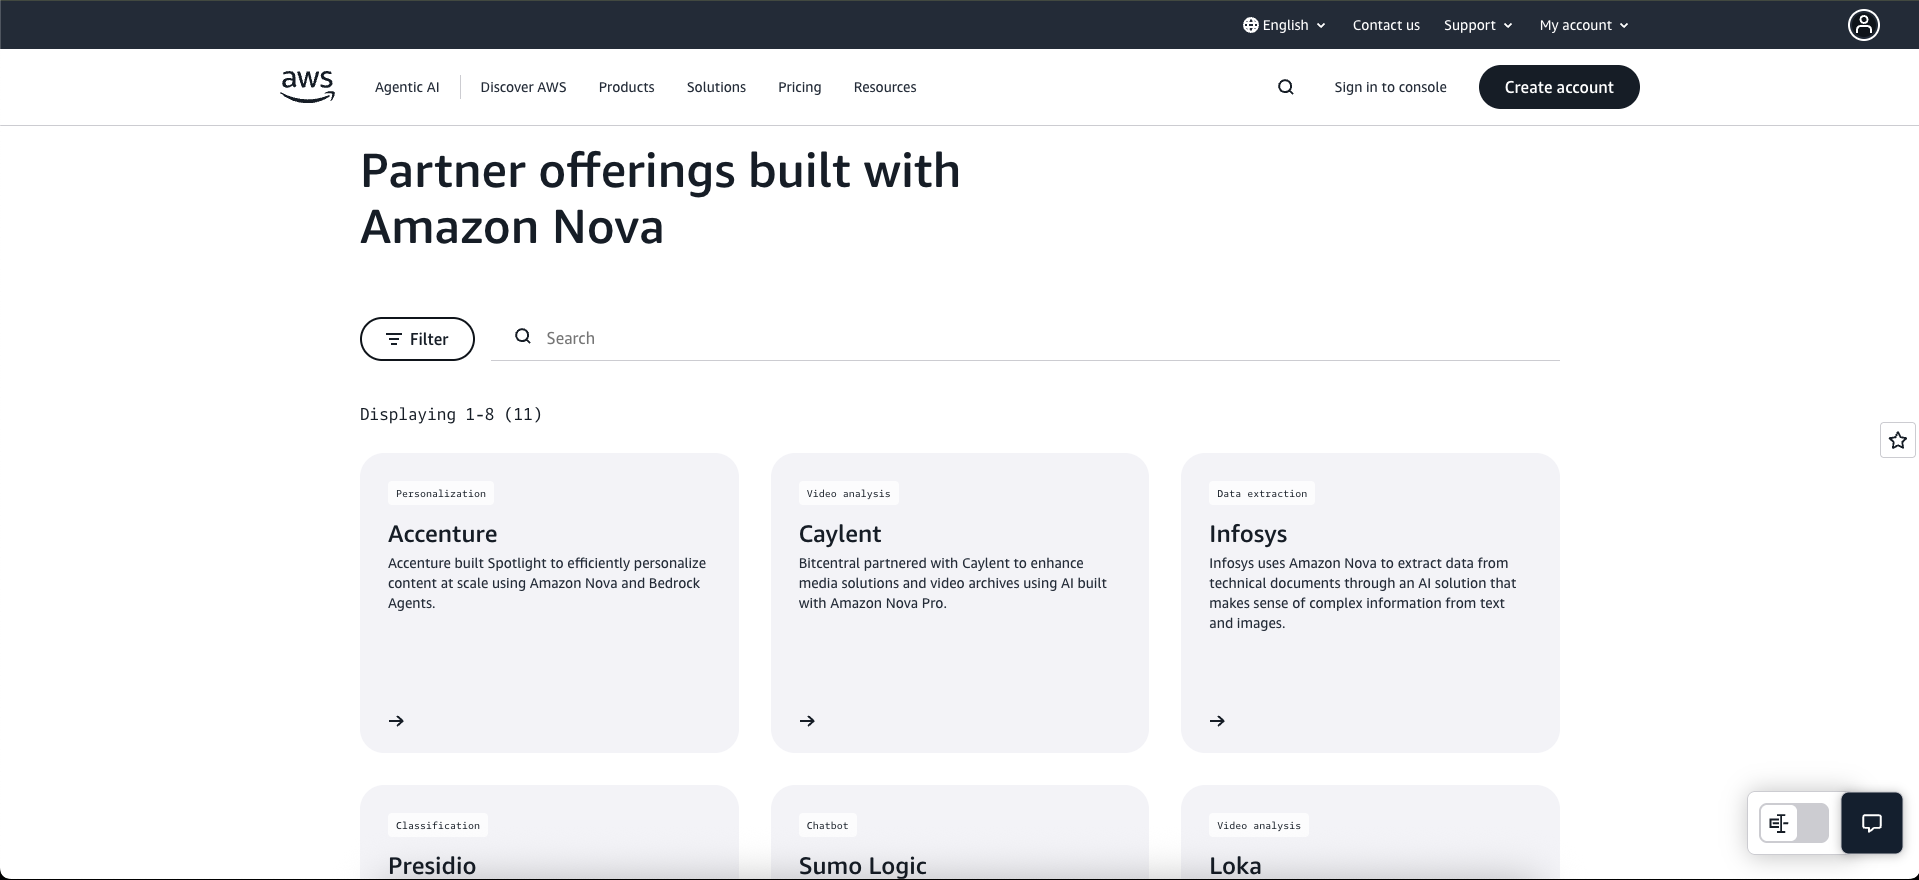 English
Contact us
Support
My account
aws
Agentic AI
Discover AWS
Products
Solutions
Pricing
Resources
Sign in to console
Create account
Partner offerings built with
Amazon Nova
Filter
Search
Displaying 1-8 (11)
Personalization
Accenture
Accenture built Spotlight to efficiently personalize
content at scale using Amazon Nova and Bedrock
Agents.
Video analysis
Caylent
Bitcentral partnered with Caylent to enhance
media solutions and video archives using AI built
with Amazon Nova Pro.
Data extraction
Infosys
Infosys uses Amazon Nova to extract data from
technical documents through an AI solution that
makes sense of complex information from text
and images.
Classification
Presidio
Chatbot
Sumo Logic
Video analysis
Loka